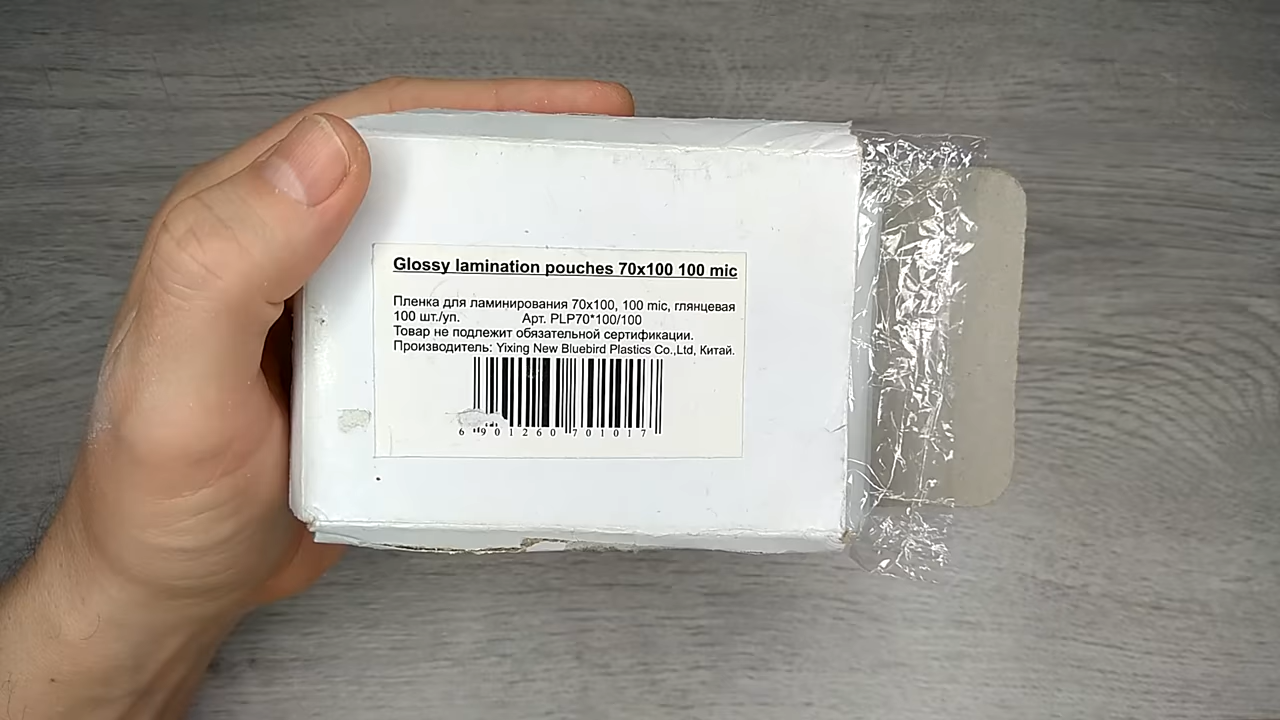 Glossy lamination pouches 70x100 100 mic
Пленка для ламинирования 70x100, 100 mic, глянцевая
100 шт./уп. Арт. PLP70*100/100
Товар не подлежит обязательной сертификации.
Производитель: Yixing New Bluebird Plastics Co.,Ltd, Китай.
6 901260 701017